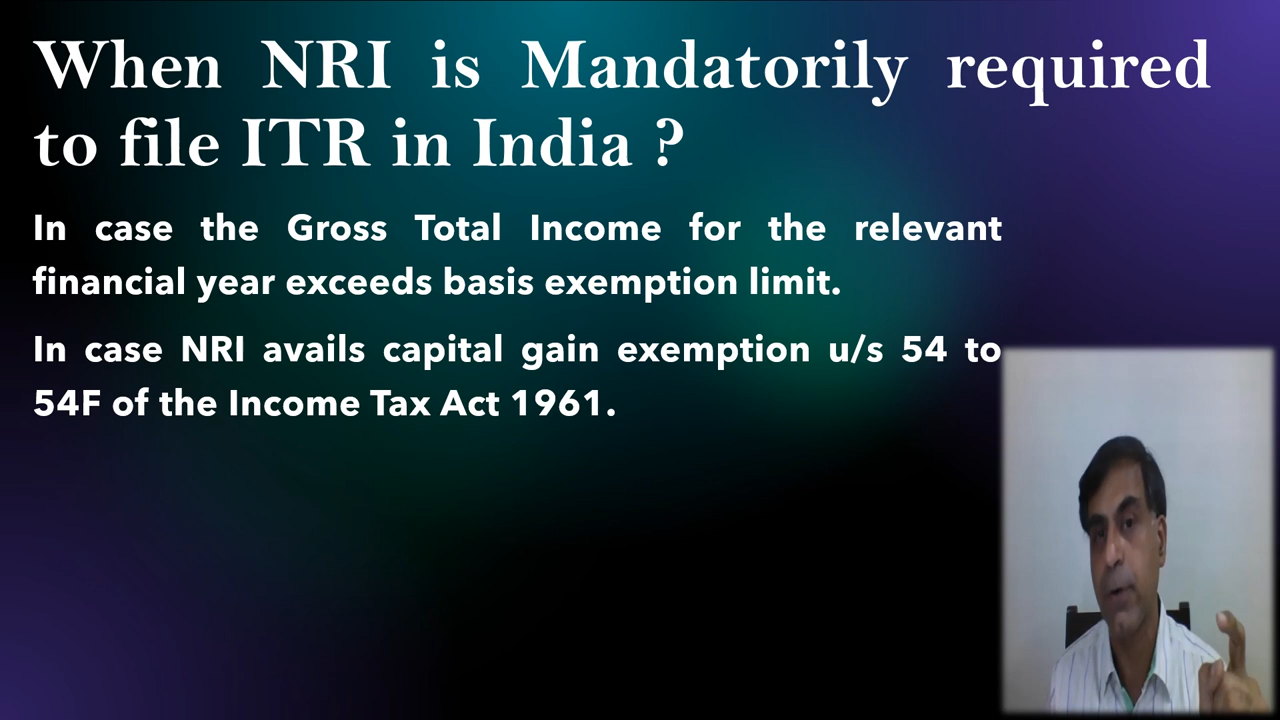 When NRI is Mandatorily required
to file ITR in India ?
In case the Gross Total Income for the relevant
financial year exceeds basis exemption limit.
In case NRI avails capital gain exemption u/s 54 to
54F of the Income Tax Act 1961.